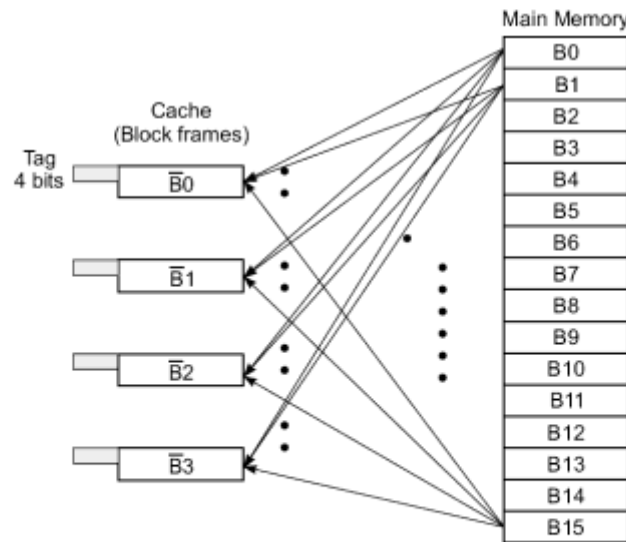 Main Memory
Cache
(Block frames)
Tag
4 bits
B̅0
B̅1
B̅2
B̅3
B0
B1
B2
B3
B4
B5
B6
B7
B8
B9
B10
B11
B12
B13
B14
B15